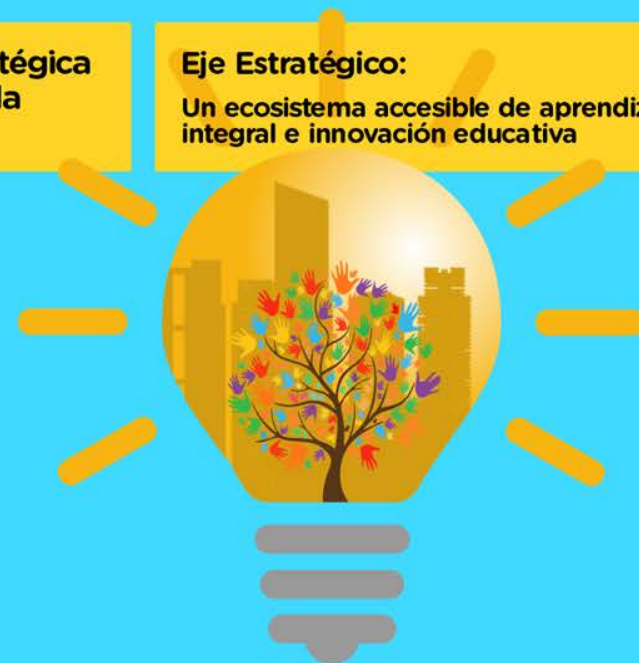 tégica
la
Eje Estratégico:
Un ecosistema accesible de aprendiz
integral e innovación educativa